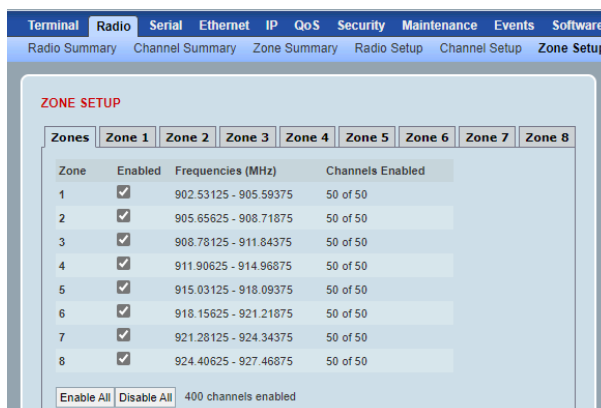 Terminal Radio Serial Ethernet IP QoS Security Maintenance Events Software
Radio Summary Channel Summary Zone Summary Radio Setup Channel Setup Zone Setup
ZONE SETUP
Zones Zone 1 Zone 2 Zone 3 Zone 4 Zone 5 Zone 6 Zone 7 Zone 8
Zone Enabled Frequencies (MHz) Channels Enabled
1 902.53125 - 905.59375 50 of 50
2 905.65625 - 908.71875 50 of 50
3 908.78125 - 911.84375 50 of 50
4 911.90625 - 914.96875 50 of 50
5 915.03125 - 918.09375 50 of 50
6 918.15625 - 921.21875 50 of 50
7 921.28125 - 924.34375 50 of 50
8 924.40625 - 927.46875 50 of 50
Enable All Disable All 400 channels enabled